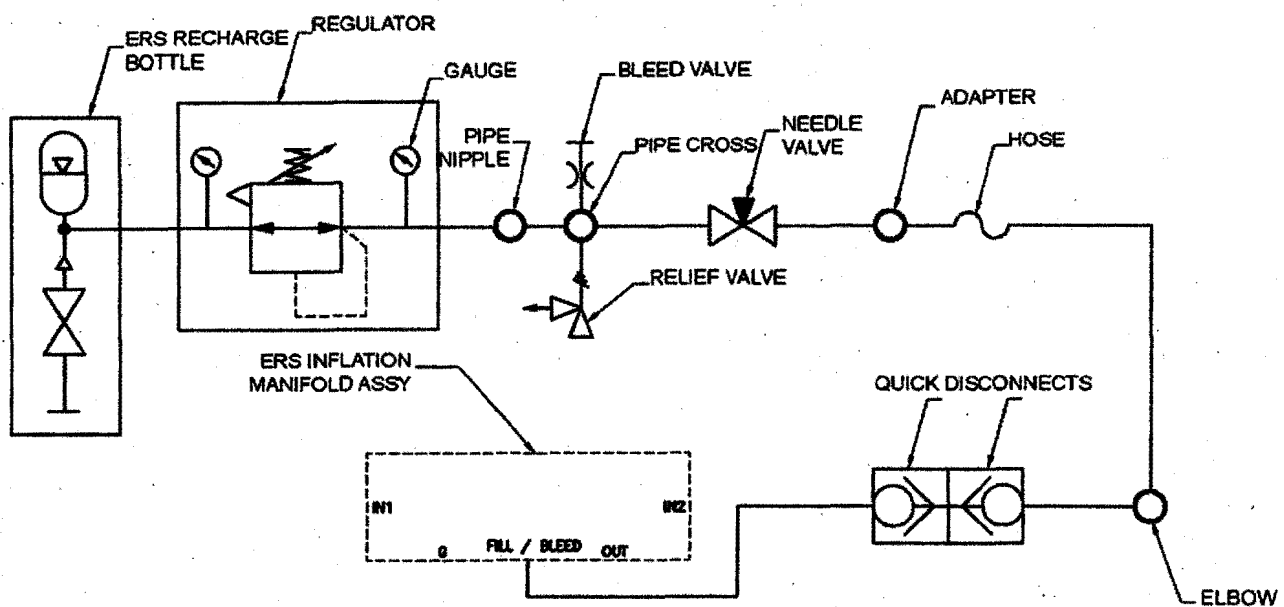 ERS RECHARGE
BOTTLE
REGULATOR
GAUGE
PIPE
NIPPLE
BLEED VALVE
PIPE CROSS
NEEDLE
VALVE
ADAPTER
HOSE
RELIEF VALVE
ERS INFLATION
MANIFOLD ASSY
QUICK DISCONNECTS
IN1
IN2
G
FILL / BLEED
OUT
ELBOW